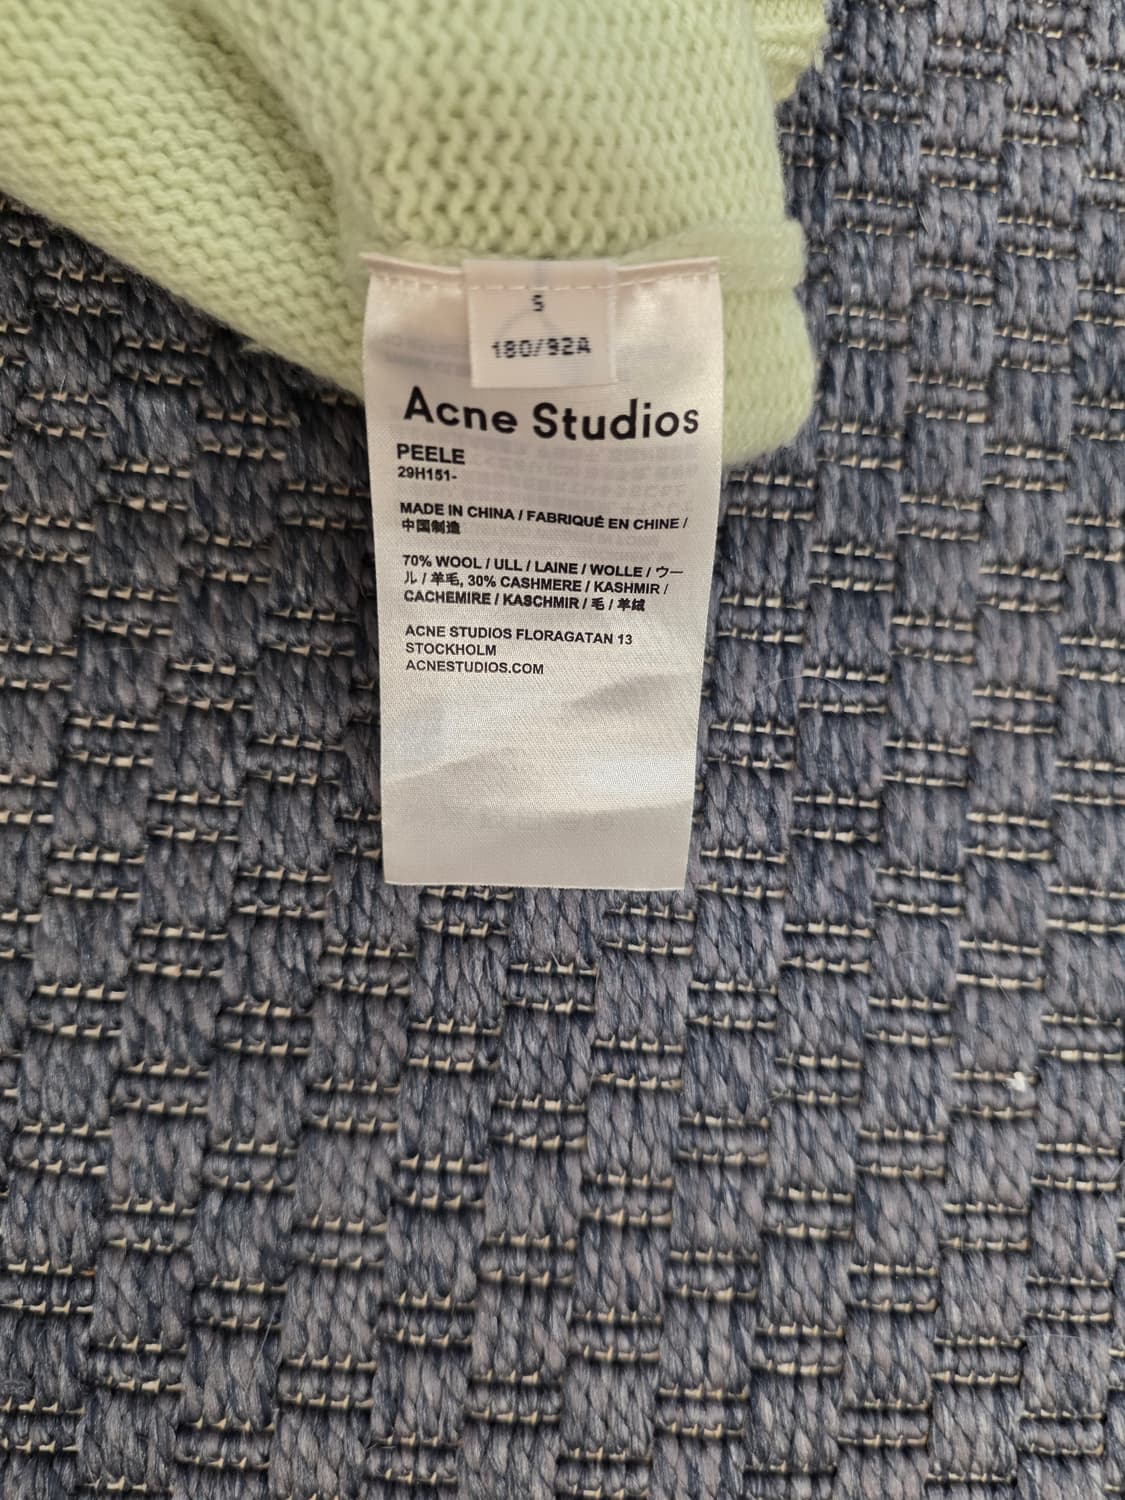 S
180/92A
Acne Studios
PEELE
29H151-
MADE IN CHINA / FABRIQUÉ EN CHINE /
中国制造
70% WOOL / ULL / LAINE / WOLLE / ウー
ル / 羊毛, 30% CASHMERE / KASHMIR /
CACHEMIRE / KASCHMIR / 毛 / 羊绒
ACNE STUDIOS FLORAGATAN 13
STOCKHOLM
ACNESTUDIOS.COM